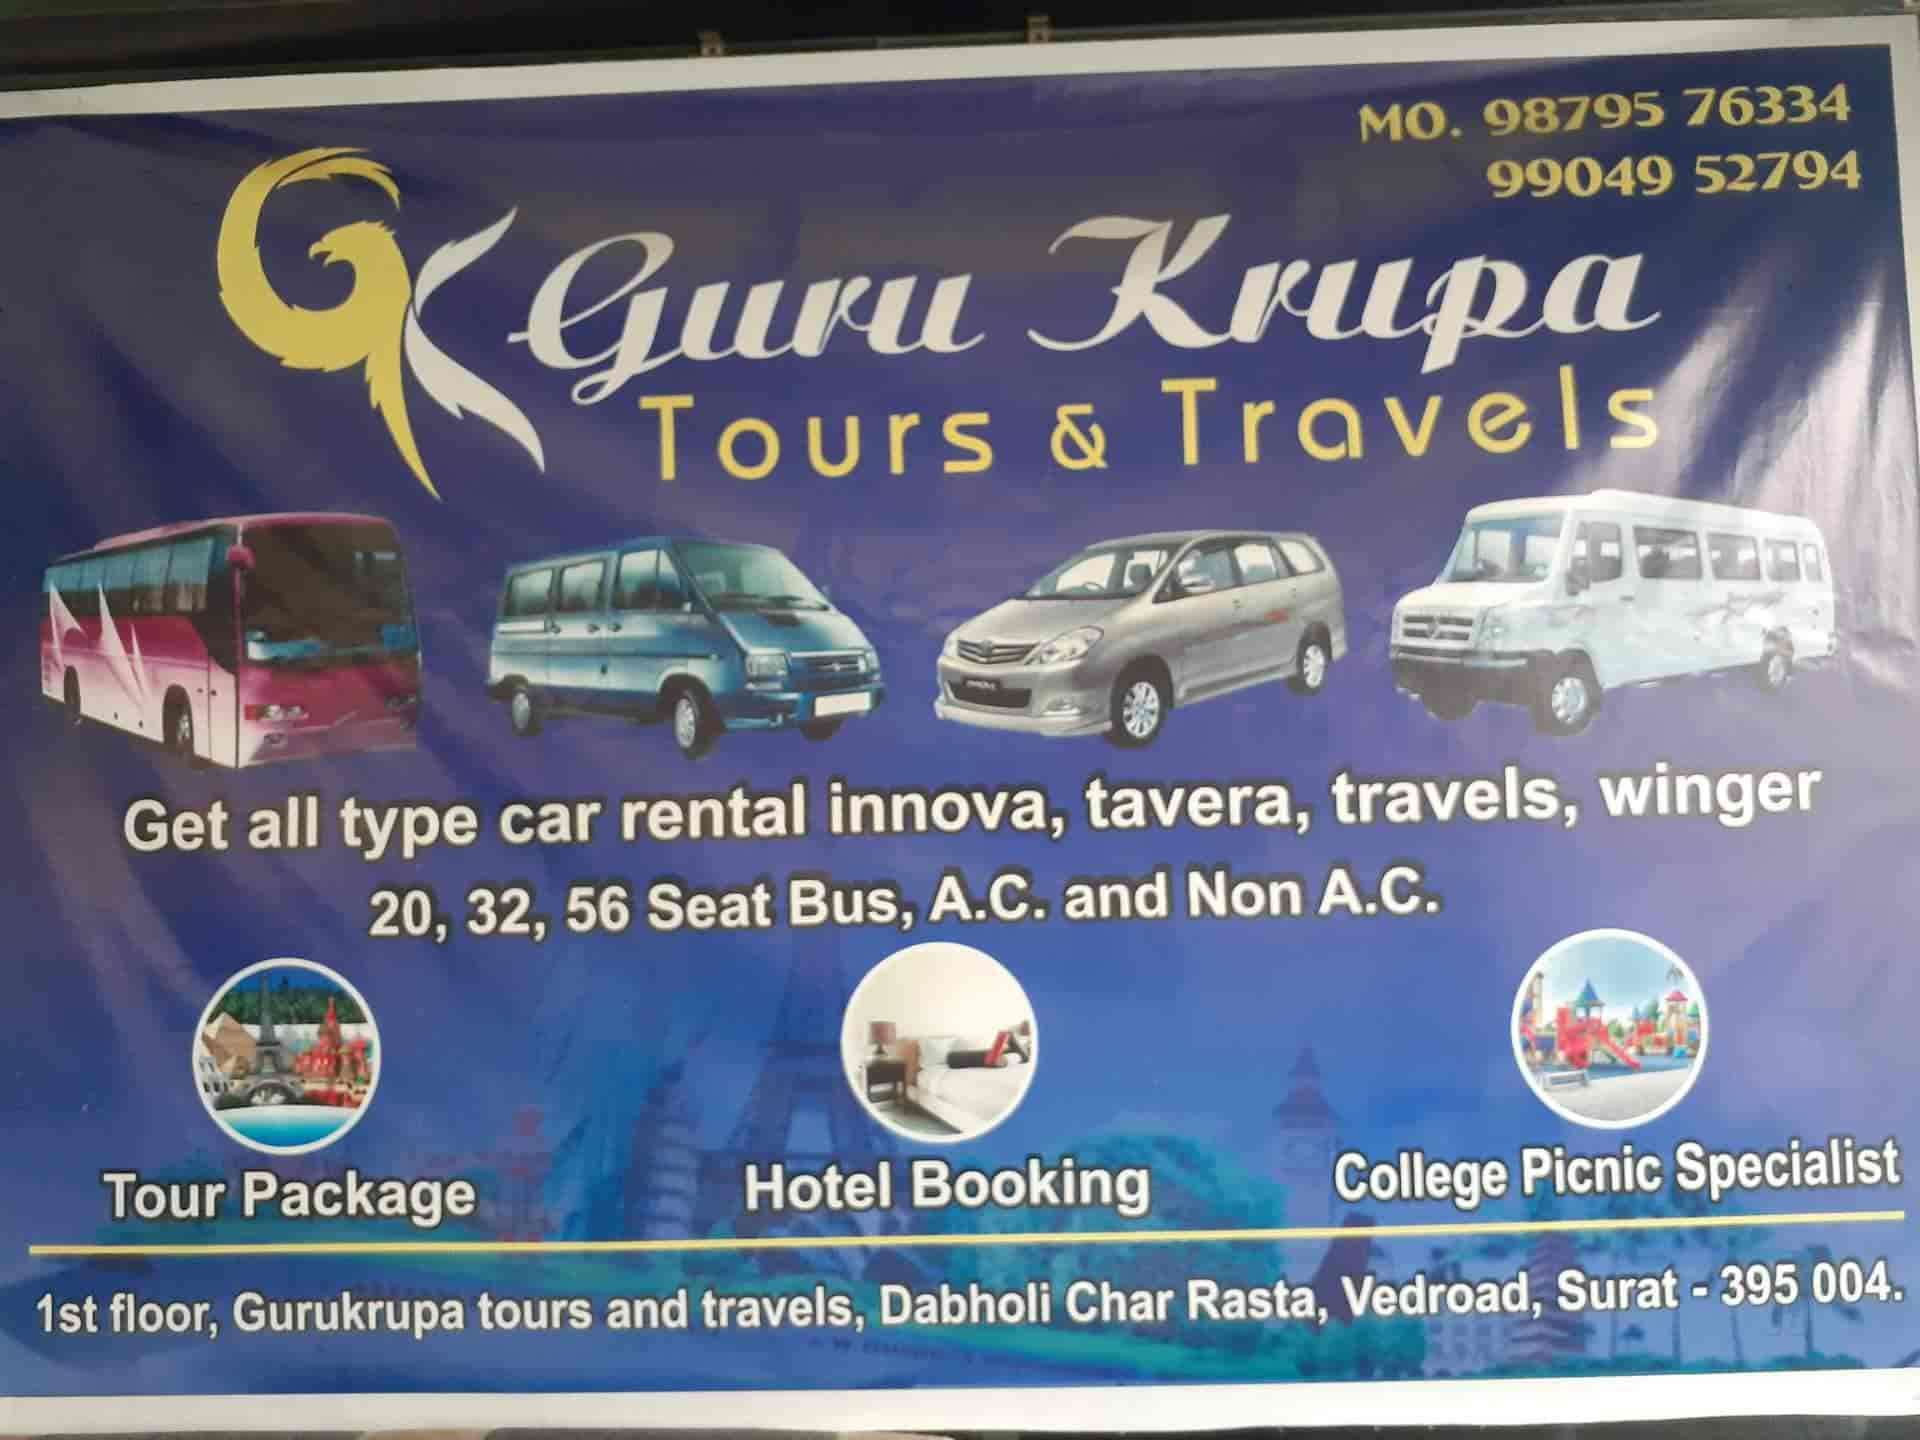 MO. 98795 76334
99049 52794
GK Guru Krupa
Tours & Travels
Get all type car rental innova, tavera, travels, winger
20, 32, 56 Seat Bus, A.C. and Non A.C.
Tour Package
Hotel Booking
College Picnic Specialist
1st floor, Gurukrupa tours and travels, Dabholi Char Rasta, Vedroad, Surat - 395 004.